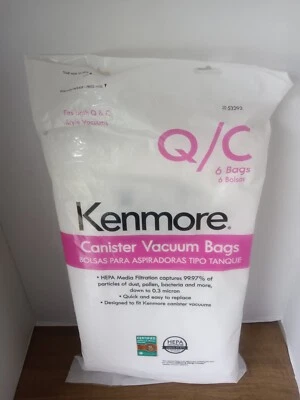 Q/C
6 Bags
6 Bolsas
Kenmore®
Canister Vacuum Bags
BOLSAS PARA ASPIRADORAS TIPO TANQUE
• HEPA Media Filtration captures 99.97% of
particles of dust, pollen, bacteria and more,
down to 0.3 micron
• Quick and easy to replace
• Designed to fit Kenmore canister vacuums
HEPA